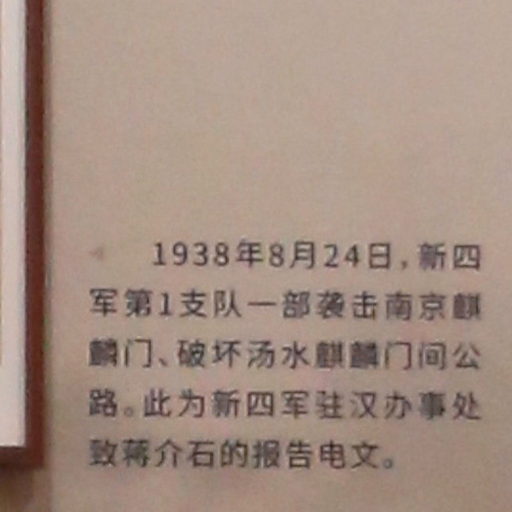 1938年8月24日，新四
军第1支队一部袭击南京麒
麟门、破坏汤水麒麟门间公
路。此为新四军驻汉办事处
致蒋介石的报告电文。